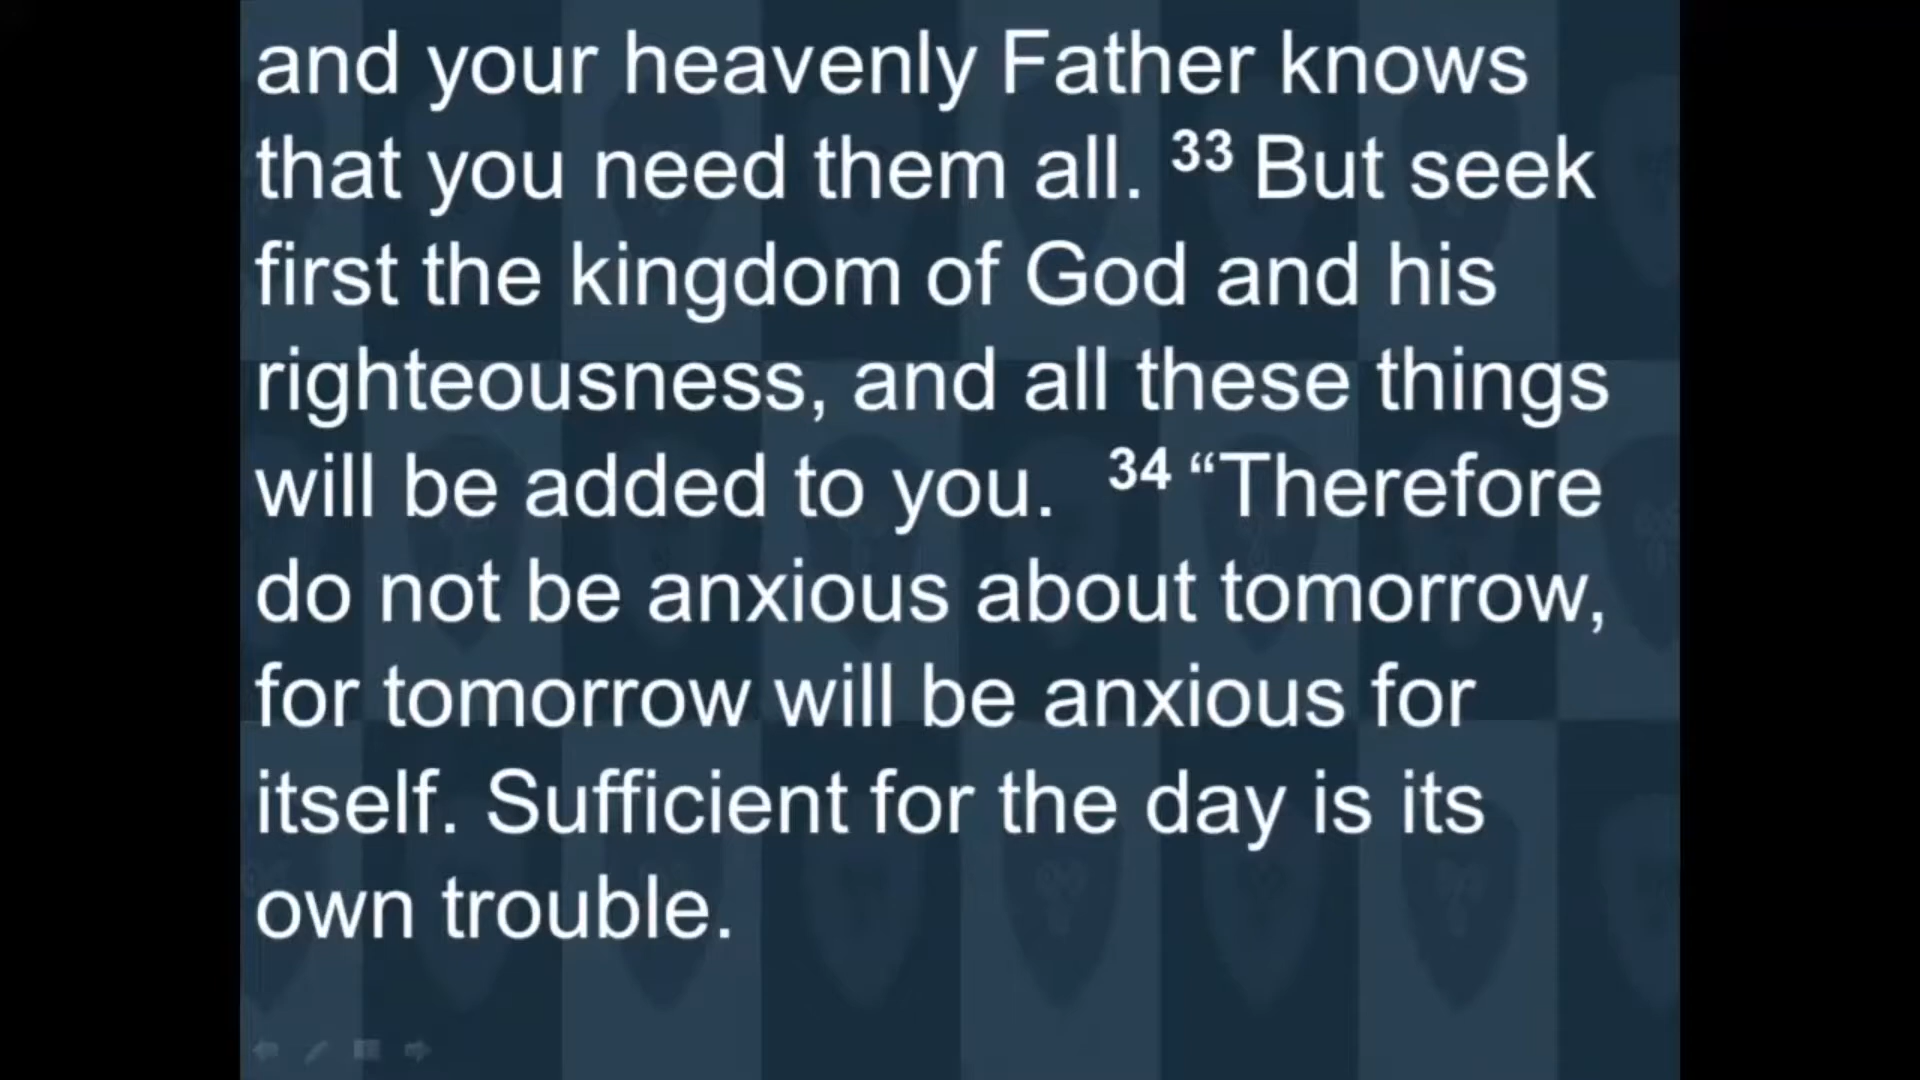 and your heavenly Father knows
that you need them all. 33 But seek
first the kingdom of God and his
righteousness, and all these things
will be added to you. 34 “Therefore
do not be anxious about tomorrow,
for tomorrow will be anxious for
itself. Sufficient for the day is its
own trouble.